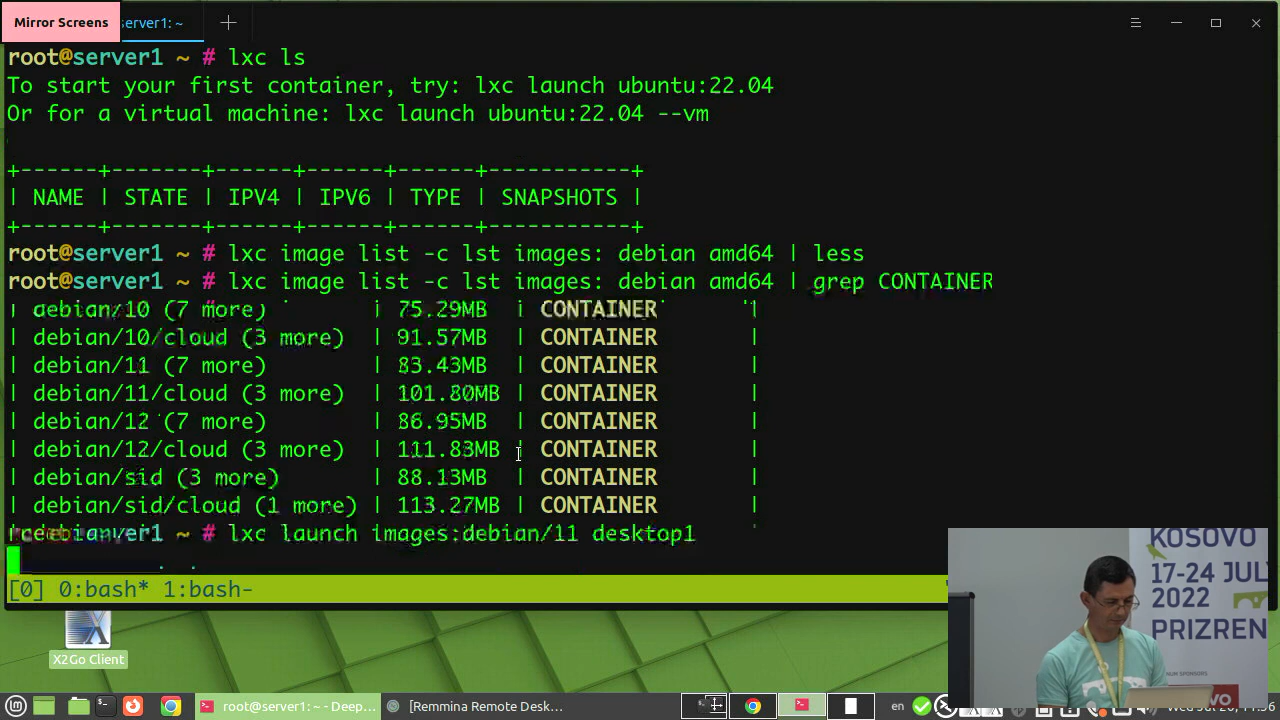 Mirror Screens
server1: ~
root@server1 ~ # lxc ls
To start your first container, try: lxc launch ubuntu:22.04
Or for a virtual machine: lxc launch ubuntu:22.04 --vm
+------+-------+------+------+------+-----------+
| NAME | STATE | IPV4 | IPV6 | TYPE | SNAPSHOTS |
+------+-------+------+------+------+-----------+
root@server1 ~ # lxc image list -c lst images: debian amd64 | less
root@server1 ~ # lxc image list -c lst images: debian amd64 | grep CONTAINER
| debian/10 (7 more) | 75.29MB | CONTAINER |
| debian/10/cloud (3 more) | 91.57MB | CONTAINER |
| debian/11 (7 more) | 83.43MB | CONTAINER |
| debian/11/cloud (3 more) | 101.80MB | CONTAINER |
| debian/12 (7 more) | 86.95MB | CONTAINER |
| debian/12/cloud (3 more) | 111.83MB | CONTAINER |
| debian/sid (3 more) | 88.13MB | CONTAINER |
| debian/sid/cloud (1 more) | 113.27MB | CONTAINER |
~ # lxc launch images:debian/11 desktop1
[0] 0:bash* 1:bash-
X2Go Client
KOSOVO
17-24 JUL
2022
PRIZREN
root@server1: ~ - Deep...
[Remmina Remote Desk...
en